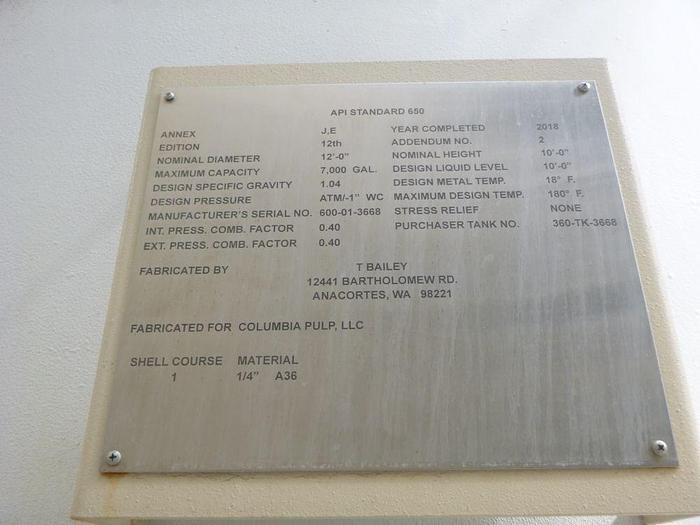 API STANDARD 650
ANNEX J,E YEAR COMPLETED 2018
EDITION 12th ADDENDUM NO. 2
NOMINAL DIAMETER 12'-0" NOMINAL HEIGHT 10'-0"
MAXIMUM CAPACITY 7,000 GAL. DESIGN LIQUID LEVEL 10'-0"
DESIGN SPECIFIC GRAVITY 1.04 DESIGN METAL TEMP. 18° F.
DESIGN PRESSURE ATM/-1" WC MAXIMUM DESIGN TEMP. 180° F.
MANUFACTURER'S SERIAL NO. 600-01-3668 STRESS RELIEF NONE
INT. PRESS. COMB. FACTOR 0.40 PURCHASER TANK NO. 360-TK-3668
EXT. PRESS. COMB. FACTOR 0.40
FABRICATED BY T BAILEY
12441 BARTHOLOMEW RD.
ANACORTES, WA 98221
FABRICATED FOR COLUMBIA PULP, LLC
SHELL COURSE MATERIAL
1 1/4" A36